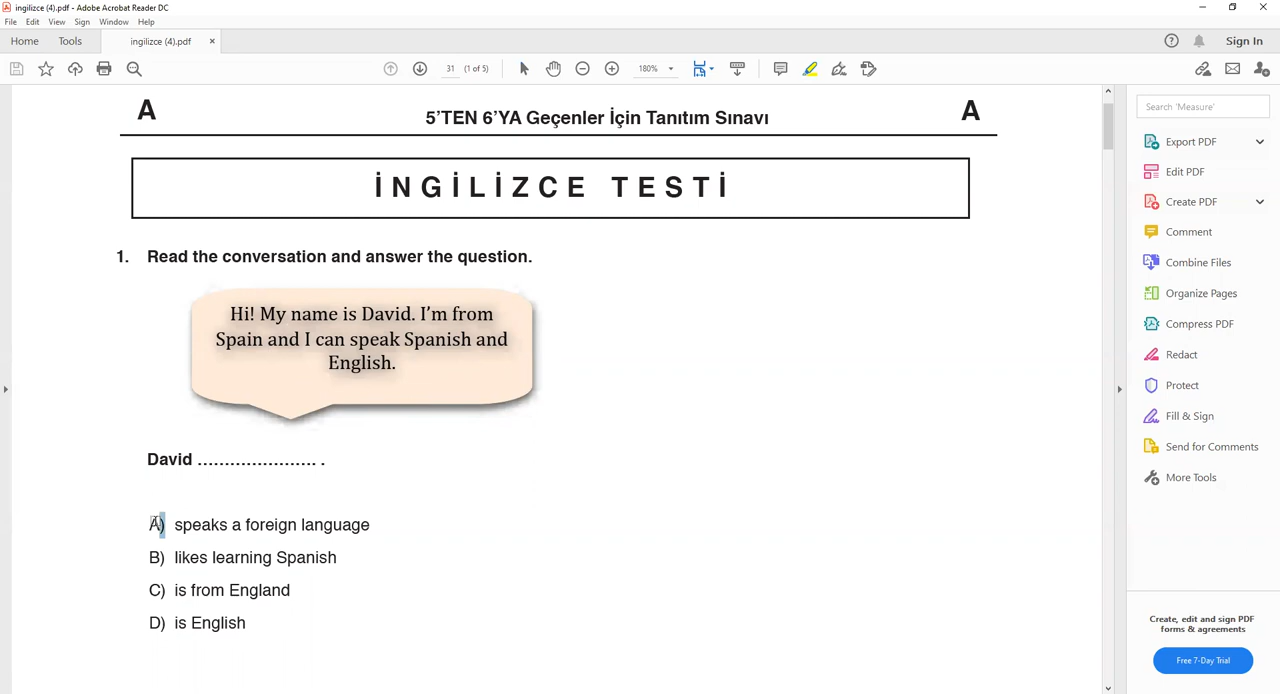 ingilizce (4).pdf - Adobe Acrobat Reader DC
File Edit View Sign Window Help
Home Tools ingilizce (4).pdf × Sign In
31 (1 of 5) 180%
Search 'Measure'
Export PDF
Edit PDF
Create PDF
Comment
Combine Files
Organize Pages
Compress PDF
Redact
Protect
Fill & Sign
Send for Comments
More Tools
Create, edit and sign PDF
forms & agreements
Free 7-Day Trial
A 5'TEN 6'YA Geçenler İçin Tanıtım Sınavı A
İNGİLİZCE TESTİ
1. Read the conversation and answer the question.
Hi! My name is David. I'm from
Spain and I can speak Spanish and
English.
David ...................... .
A) speaks a foreign language
B) likes learning Spanish
C) is from England
D) is English